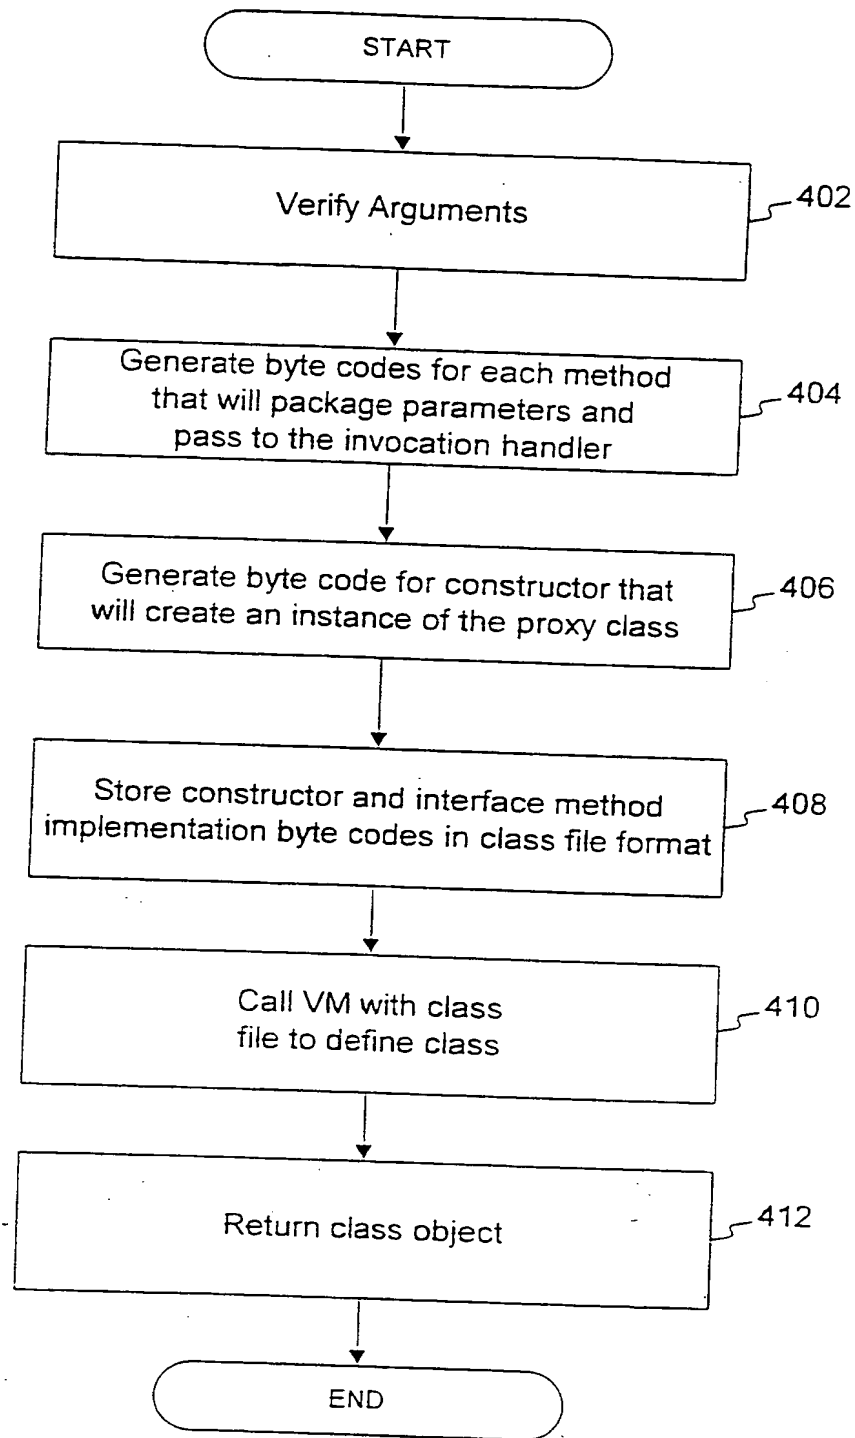 START
Verify Arguments
402
Generate byte codes for each method
that will package parameters and
pass to the invocation handler
404
Generate byte code for constructor that
will create an instance of the proxy class
406
Store constructor and interface method
implementation byte codes in class file format
408
Call VM with class
file to define class
410
Return class object
412
END